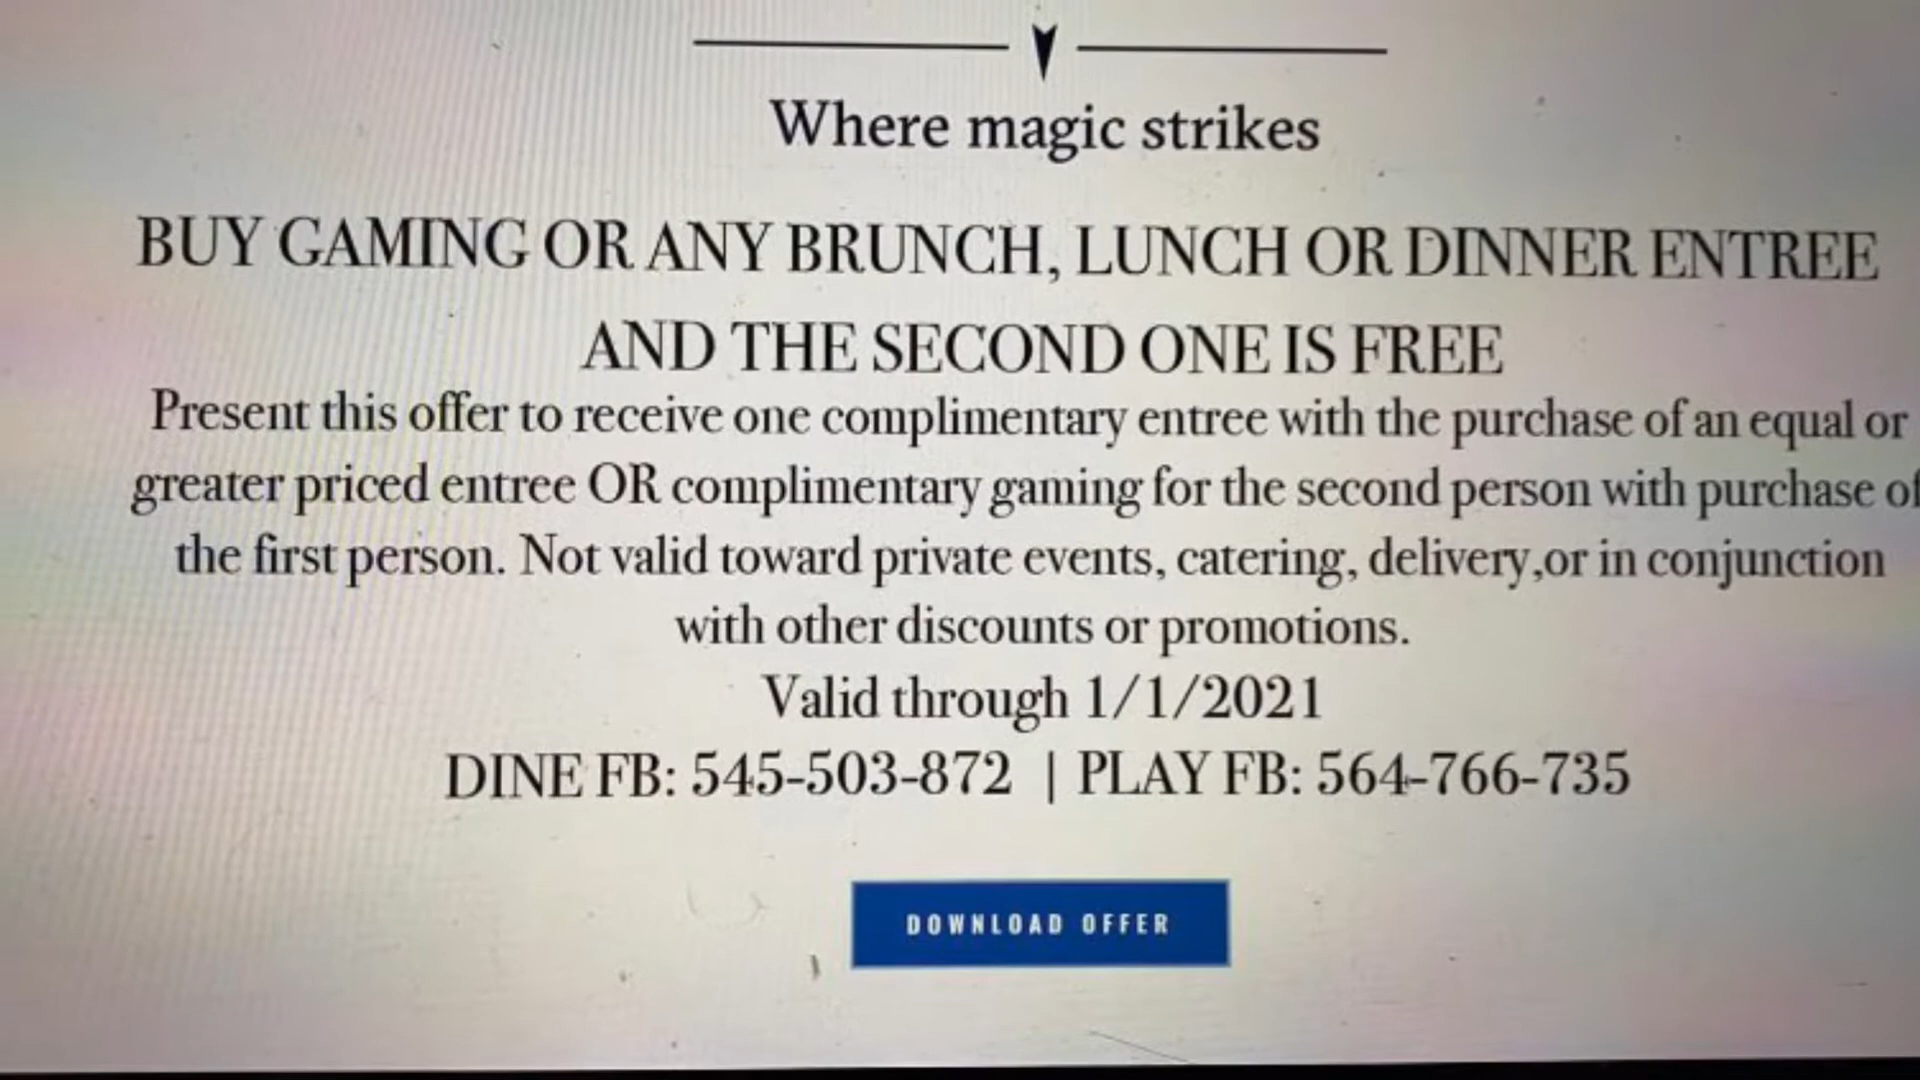 Where magic strikes
BUY GAMING OR ANY BRUNCH, LUNCH OR DINNER ENTREE
AND THE SECOND ONE IS FREE
Present this offer to receive one complimentary entree with the purchase of an equal or
greater priced entree OR complimentary gaming for the second person with purchase of
the first person. Not valid toward private events, catering, delivery,or in conjunction
with other discounts or promotions.
Valid through 1/1/2021
DINE FB: 545-503-872 | PLAY FB: 564-766-735
DOWNLOAD OFFER